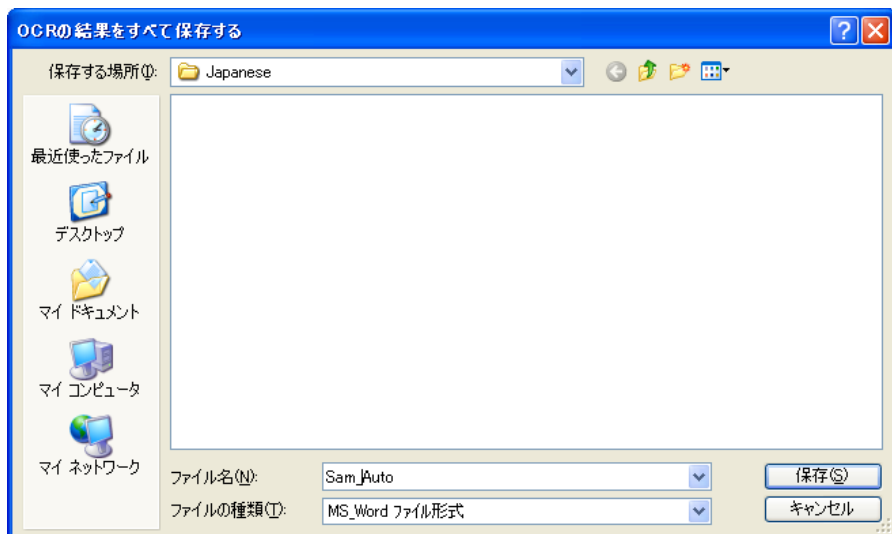 OCRの結果をすべて保存する
保存する場所(I):
Japanese
最近使ったファイル
デスクトップ
マイ ドキュメント
マイ コンピュータ
マイ ネットワーク
ファイル名(N):
Sam_Auto
保存(S)
ファイルの種類(T):
MS_Word ファイル形式
キャンセル